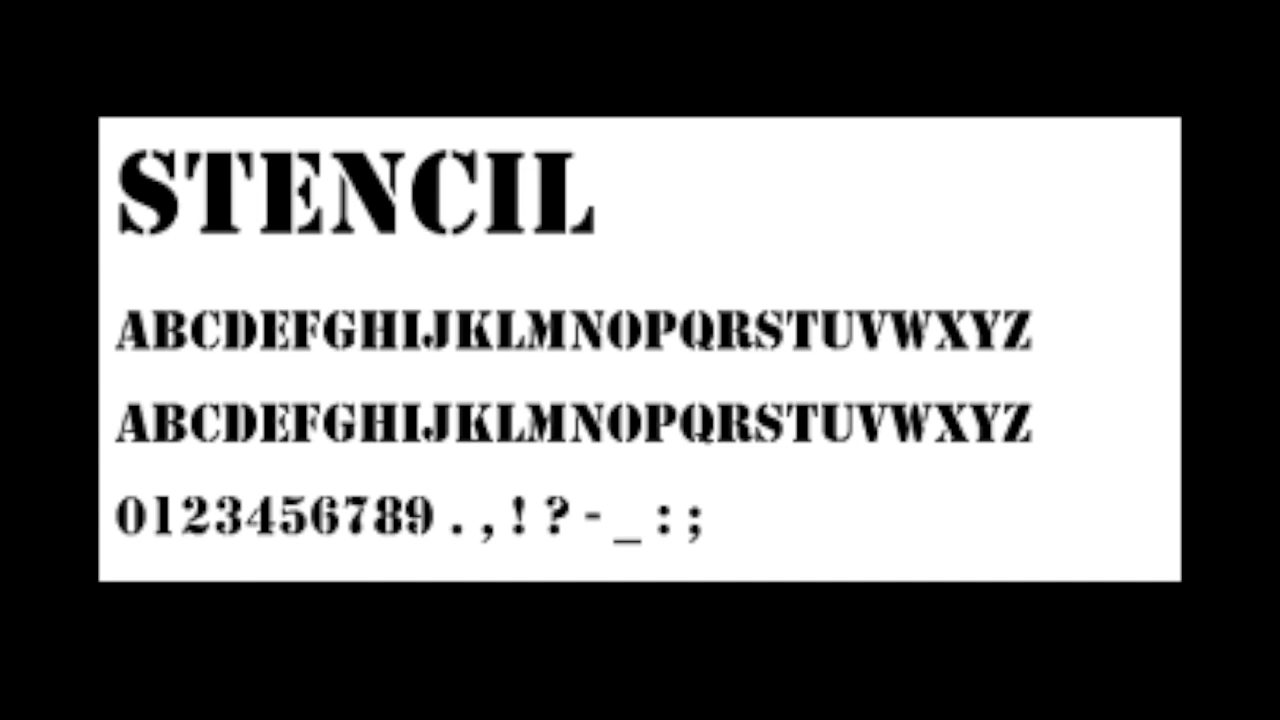 STENCIL
ABCDEFGHIJKLMNOPQRSTUVWXYZ
ABCDEFGHIJKLMNOPQRSTUVWXYZ
0123456789 . , ! ? - _ : ;